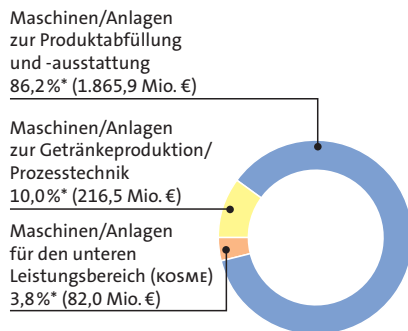 Maschinen/Anlagen
zur Produktabfüllung
und -ausstattung
86,2%* (1.865,9 Mio. €)
Maschinen/Anlagen
zur Getränkeproduktion/
Prozesstechnik
10,0%* (216,5 Mio. €)
Maschinen/Anlagen
für den unteren
Leistungsbereich (KOSME)
3,8%* (82,0 Mio. €)